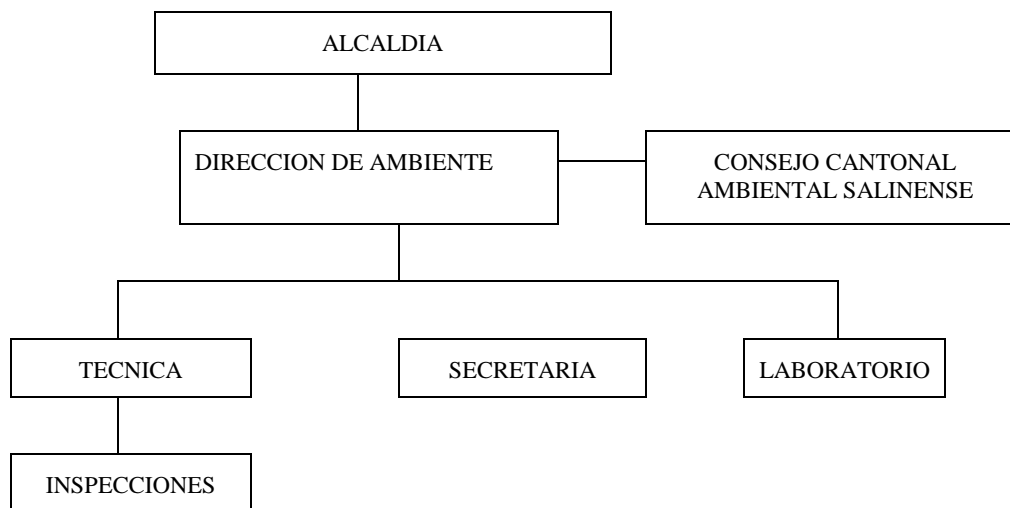 ALCALDIA
DIRECCION DE AMBIENTE
CONSEJO CANTONAL
AMBIENTAL SALINENSE
TECNICA
SECRETARIA
LABORATORIO
INSPECCIONES